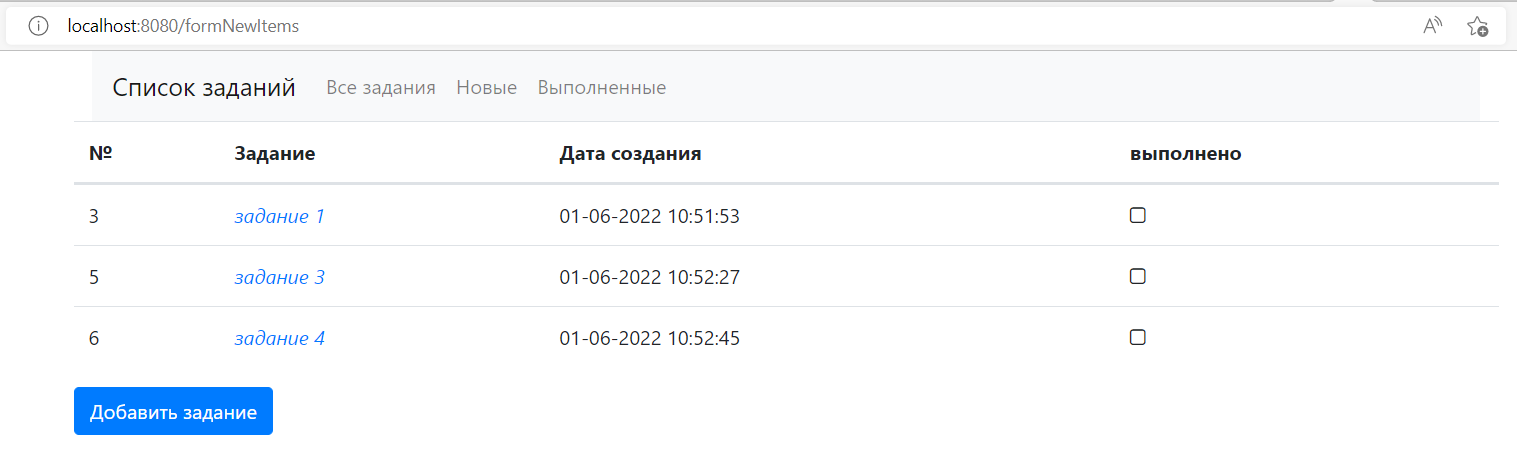 localhost:8080/formNewItems
Список заданий Все задания Новые Выполненные
№ Задание Дата создания выполнено
3 задание 1 01-06-2022 10:51:53
5 задание 3 01-06-2022 10:52:27
6 задание 4 01-06-2022 10:52:45
Добавить задание